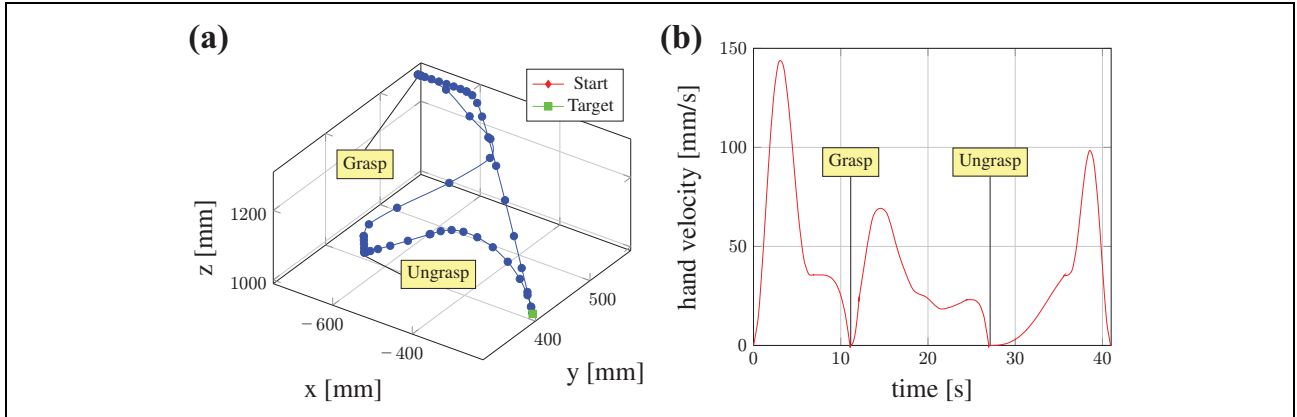 (a)
Start
Target
Grasp
Ungrasp
1200
1000
z [mm]
−600
−400
x [mm]
400
500
y [mm]
(b)
150
100
50
0
hand velocity [mm/s]
Grasp
Ungrasp
0
10
20
30
40
time [s]